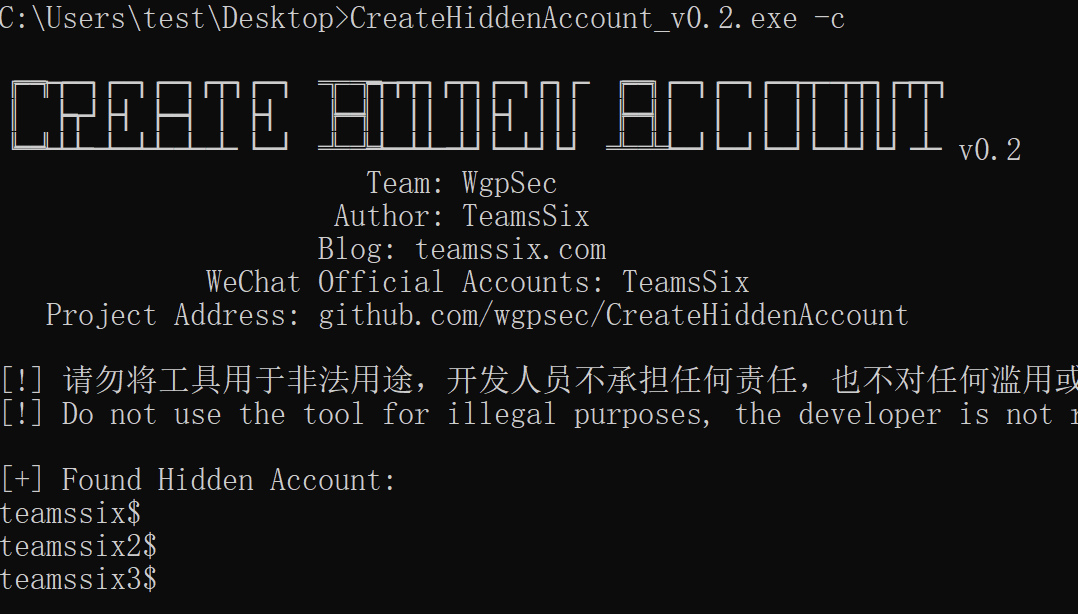 C:\Users\test\Desktop>CreateHiddenAccount_v0.2.exe -c
CREATE HIDDEN ACCOUNT v0.2
Team: WgpSec
Author: TeamsSix
Blog: teamssix.com
WeChat Official Accounts: TeamsSix
Project Address: github.com/wgpsec/CreateHiddenAccount
[!] 请勿将工具用于非法用途，开发人员不承担任何责任，也不对任何滥用或
[!] Do not use the tool for illegal purposes, the developer is not
[+] Found Hidden Account:
teamssix$
teamssix2$
teamssix3$